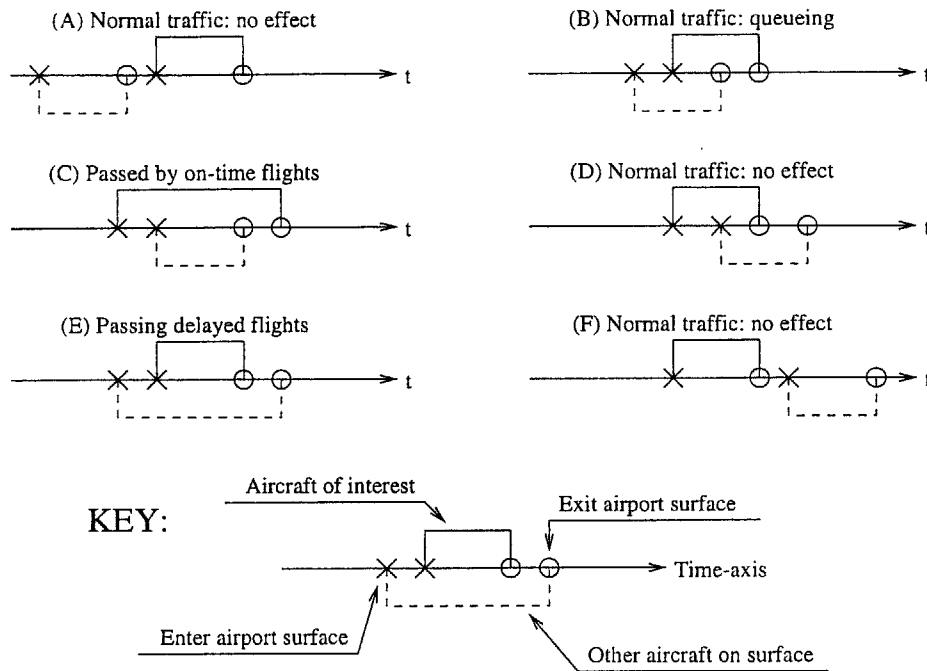 (A) Normal traffic: no effect
(B) Normal traffic: queueing
t
t
(C) Passed by on-time flights
(D) Normal traffic: no effect
t
t
(E) Passing delayed flights
(F) Normal traffic: no effect
t
t
Aircraft of interest
Exit airport surface
KEY:
Time-axis
Enter airport surface
Other aircraft on surface